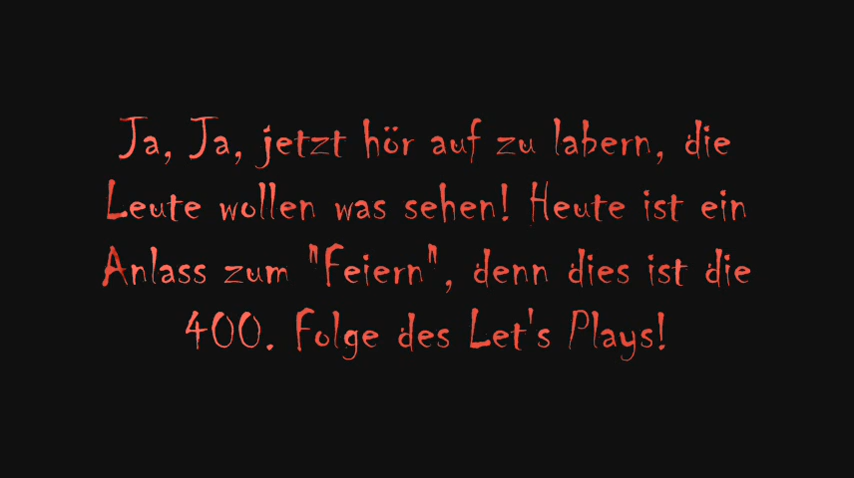 Ja, Ja, jetzt hör auf zu labern, die
Leute wollen was sehen! Heute ist ein
Anlass zum "Feiern", denn dies ist die
400. Folge des Let's Plays!